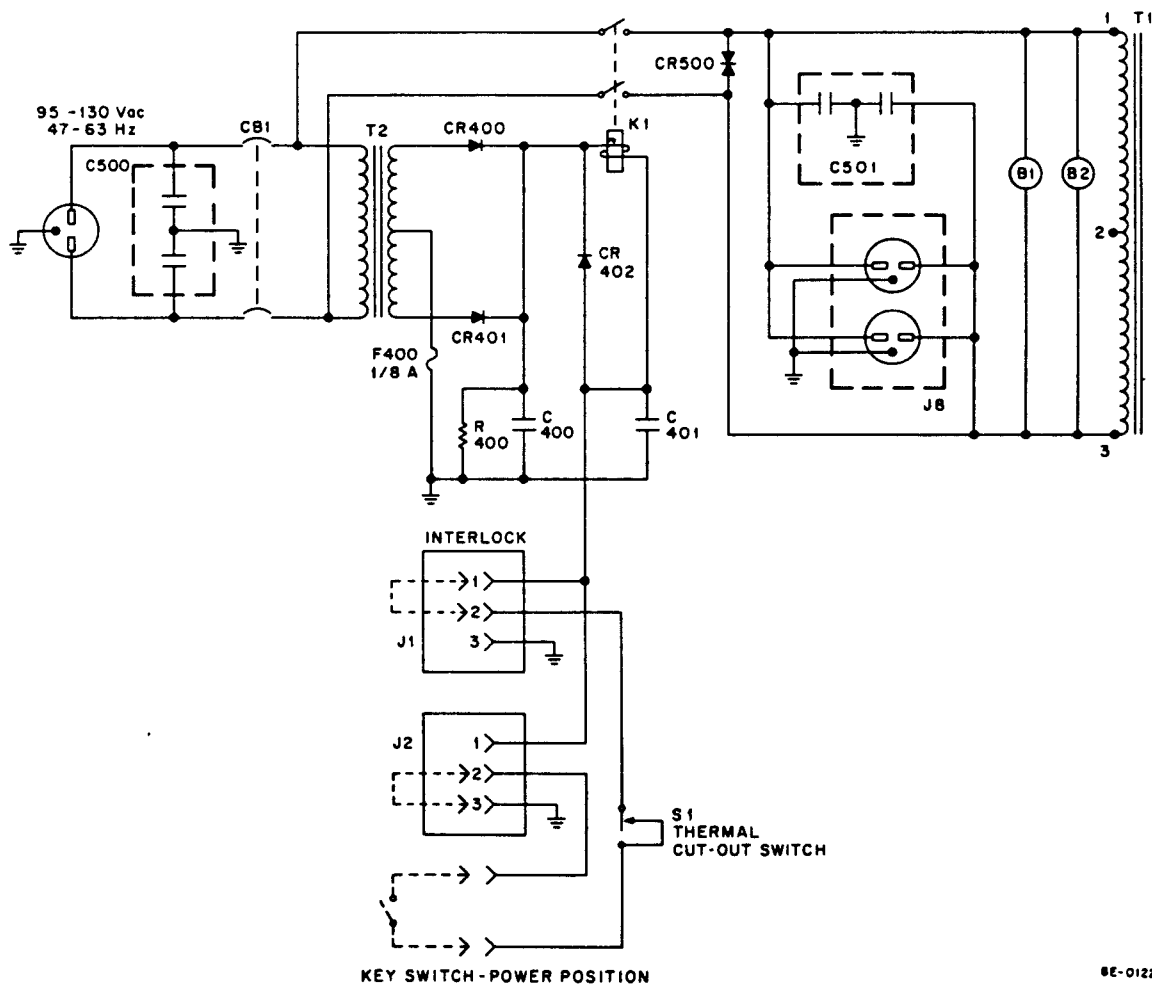 1 T1
95 -130 Vac
47-63 Hz
CB1
T2
CR400
K1
CR500
C500
C501
B1
B2
2
CR
402
CR401
F400
1/8 A
R
400
C
400
C
401
J8
3
INTERLOCK
1
2
3
J1
J2
1
2
3
S1
THERMAL
CUT-OUT SWITCH
KEY SWITCH-POWER POSITION
8E-0122